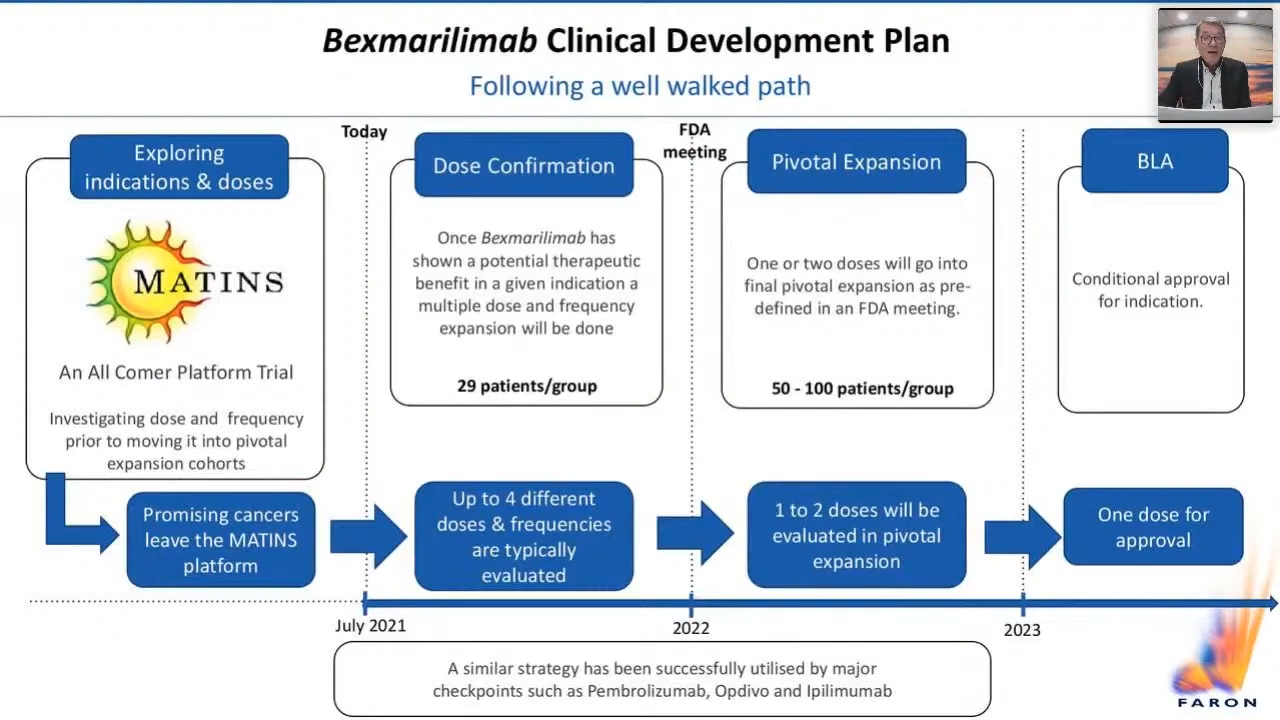 Bexmarilimab Clinical Development Plan
Following a well walked path
Today
FDA
meeting
Exploring
indications & doses
MATINS
An All Comer Platform Trial
Investigating dose and frequency
prior to moving it into pivotal
expansion cohorts
Dose Confirmation
Once Bexmarilimab has
shown a potential therapeutic
benefit in a given indication a
multiple dose and frequency
expansion will be done
29 patients/group
Pivotal Expansion
One or two doses will go into
final pivotal expansion as pre-
defined in an FDA meeting.
50 - 100 patients/group
BLA
Conditional approval
for indication.
Promising cancers
leave the MATINS
platform
Up to 4 different
doses & frequencies
are typically
evaluated
1 to 2 doses will be
evaluated in pivotal
expansion
One dose for
approval
July 2021
2022
2023
A similar strategy has been successfully utilised by major
checkpoints such as Pembrolizumab, Opdivo and Ipilimumab
FARON